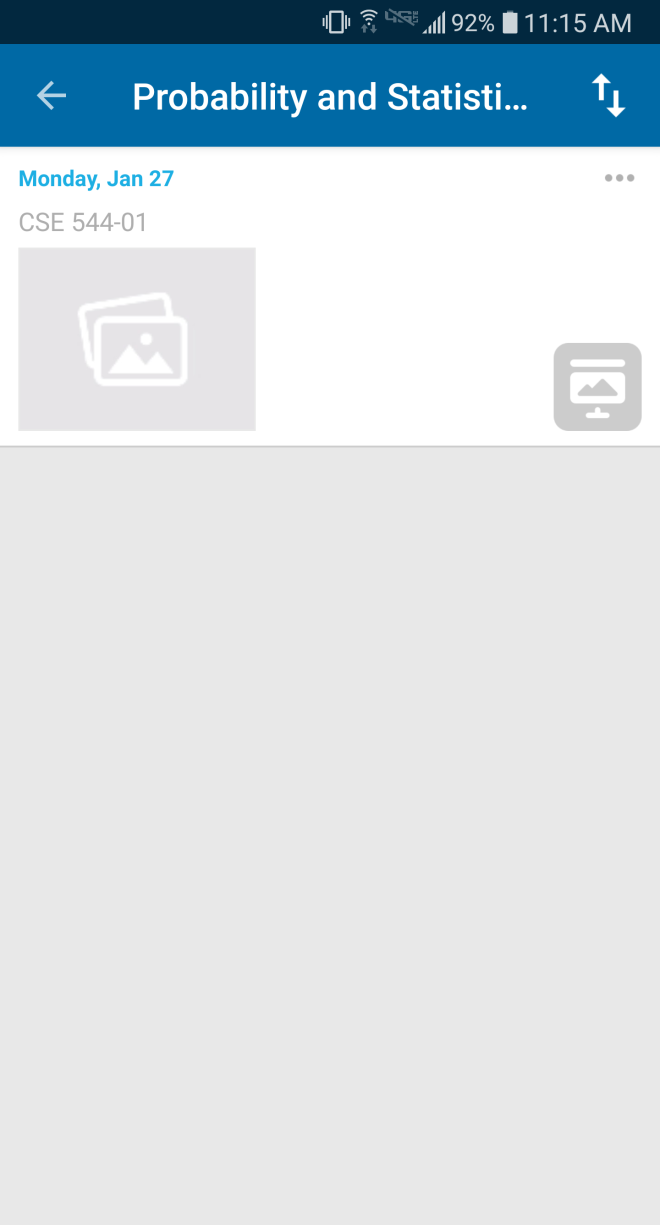 92% 11:15 AM
Probability and Statisti...
Monday, Jan 27
CSE 544-01